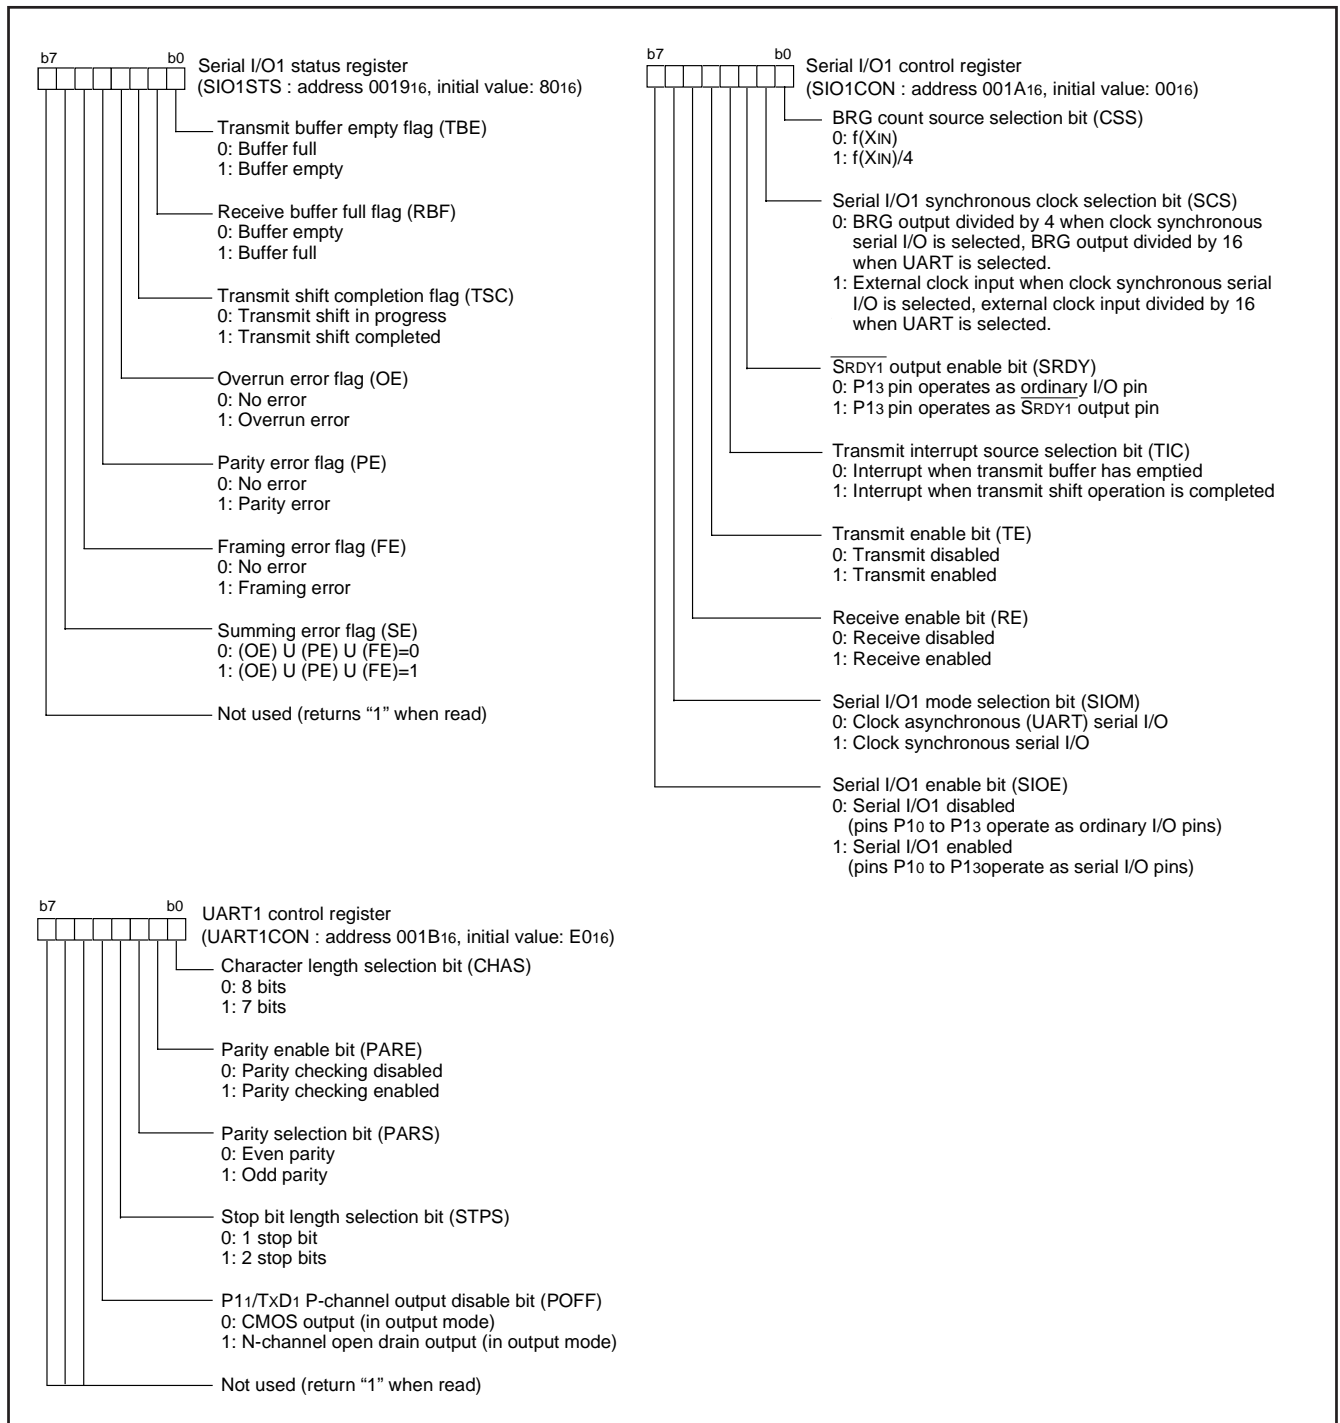 b7 b0
Serial I/O1 status register
(SIO1STS : address 001916, initial value: 8016)
Transmit buffer empty flag (TBE)
0: Buffer full
1: Buffer empty
Receive buffer full flag (RBF)
0: Buffer empty
1: Buffer full
Transmit shift completion flag (TSC)
0: Transmit shift in progress
1: Transmit shift completed
Overrun error flag (OE)
0: No error
1: Overrun error
Parity error flag (PE)
0: No error
1: Parity error
Framing error flag (FE)
0: No error
1: Framing error
Summing error flag (SE)
0: (OE) U (PE) U (FE)=0
1: (OE) U (PE) U (FE)=1
Not used (returns “1” when read)
b7 b0
Serial I/O1 control register
(SIO1CON : address 001A16, initial value: 0016)
BRG count source selection bit (CSS)
0: f(XIN)
1: f(XIN)/4
Serial I/O1 synchronous clock selection bit (SCS)
0: BRG output divided by 4 when clock synchronous
serial I/O is selected, BRG output divided by 16
when UART is selected.
1: External clock input when clock synchronous serial
I/O is selected, external clock input divided by 16
when UART is selected.
SRDY1 output enable bit (SRDY)
0: P13 pin operates as ordinary I/O pin
1: P13 pin operates as SRDY1 output pin
Transmit interrupt source selection bit (TIC)
0: Interrupt when transmit buffer has emptied
1: Interrupt when transmit shift operation is completed
Transmit enable bit (TE)
0: Transmit disabled
1: Transmit enabled
Receive enable bit (RE)
0: Receive disabled
1: Receive enabled
Serial I/O1 mode selection bit (SIOM)
0: Clock asynchronous (UART) serial I/O
1: Clock synchronous serial I/O
Serial I/O1 enable bit (SIOE)
0: Serial I/O1 disabled
(pins P10 to P13 operate as ordinary I/O pins)
1: Serial I/O1 enabled
(pins P10 to P13operate as serial I/O pins)
b7 b0
UART1 control register
(UART1CON : address 001B16, initial value: E016)
Character length selection bit (CHAS)
0: 8 bits
1: 7 bits
Parity enable bit (PARE)
0: Parity checking disabled
1: Parity checking enabled
Parity selection bit (PARS)
0: Even parity
1: Odd parity
Stop bit length selection bit (STPS)
0: 1 stop bit
1: 2 stop bits
P11/TXD1 P-channel output disable bit (POFF)
0: CMOS output (in output mode)
1: N-channel open drain output (in output mode)
Not used (return “1” when read)